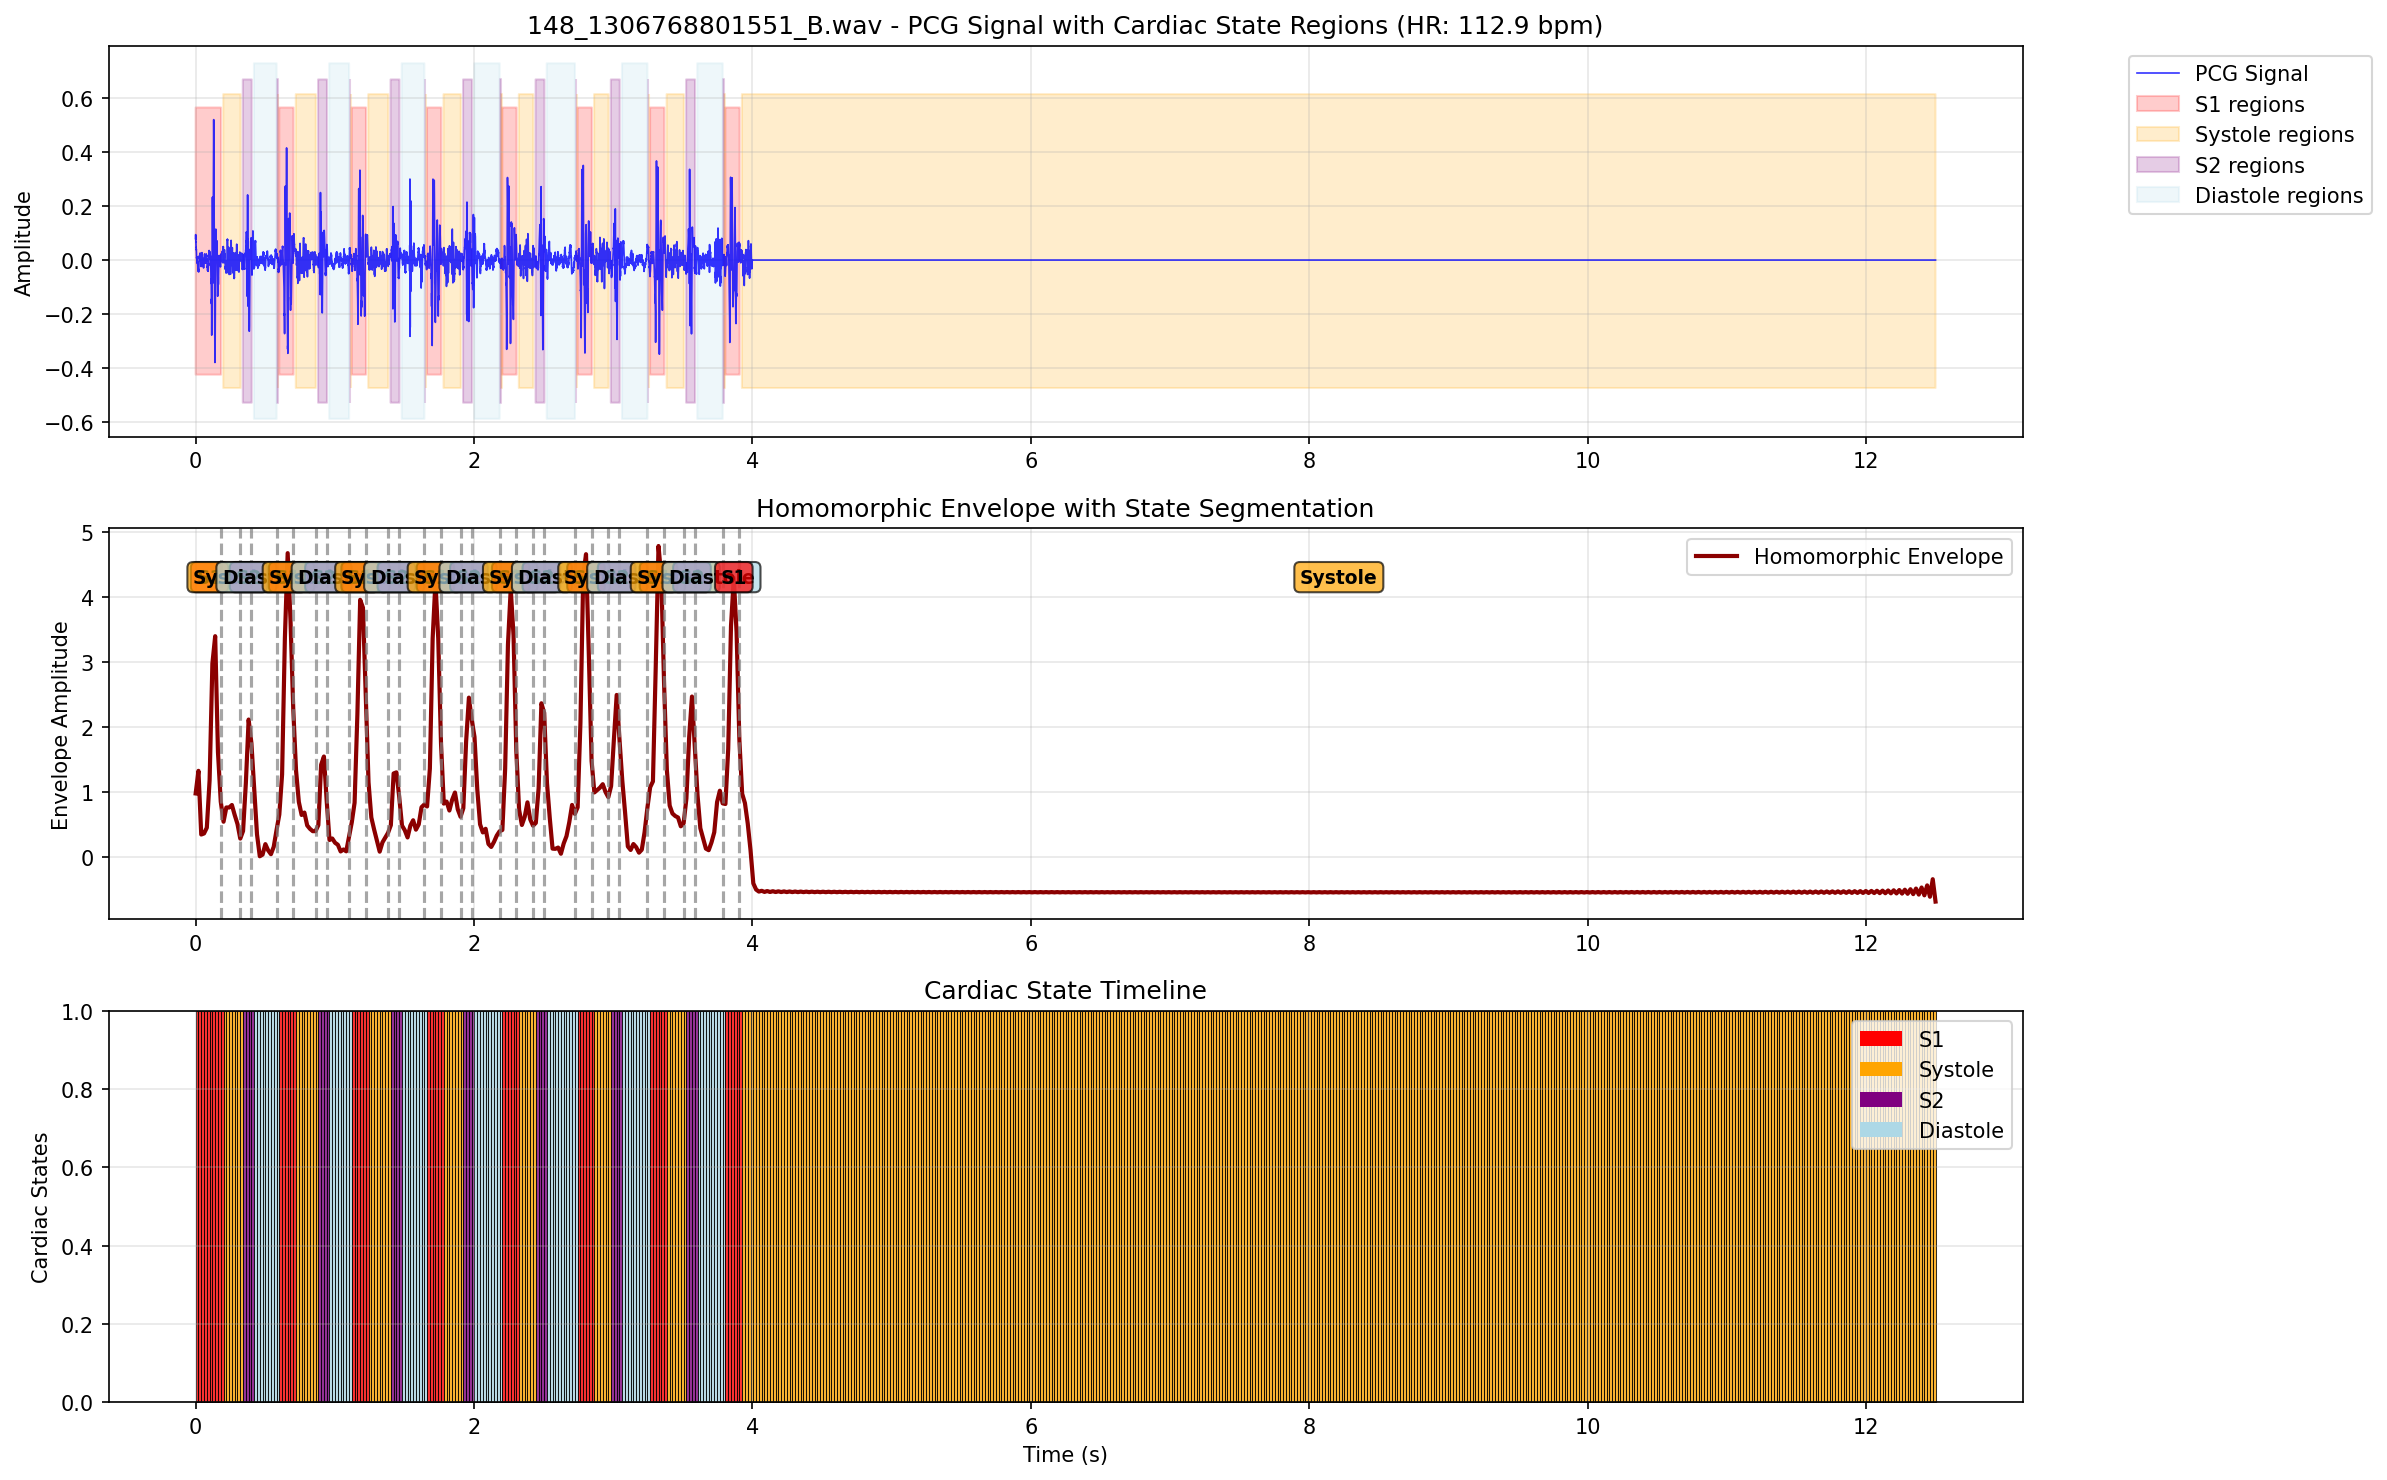 148_1306768801551_B.wav - PCG Signal with Cardiac State Regions (HR: 112.9 bpm)
Amplitude
0.6
0.4
0.2
0.0
−0.2
−0.4
−0.6
0 2 4 6 8 10 12
PCG Signal
S1 regions
Systole regions
S2 regions
Diastole regions
Homomorphic Envelope with State Segmentation
Envelope Amplitude
5
4
3
2
1
0
Homomorphic Envelope
S1
Systole
0 2 4 6 8 10 12
Cardiac State Timeline
Cardiac States
1.0
0.8
0.6
0.4
0.2
0.0
S1
Systole
S2
Diastole
0 2 4 6 8 10 12
Time (s)